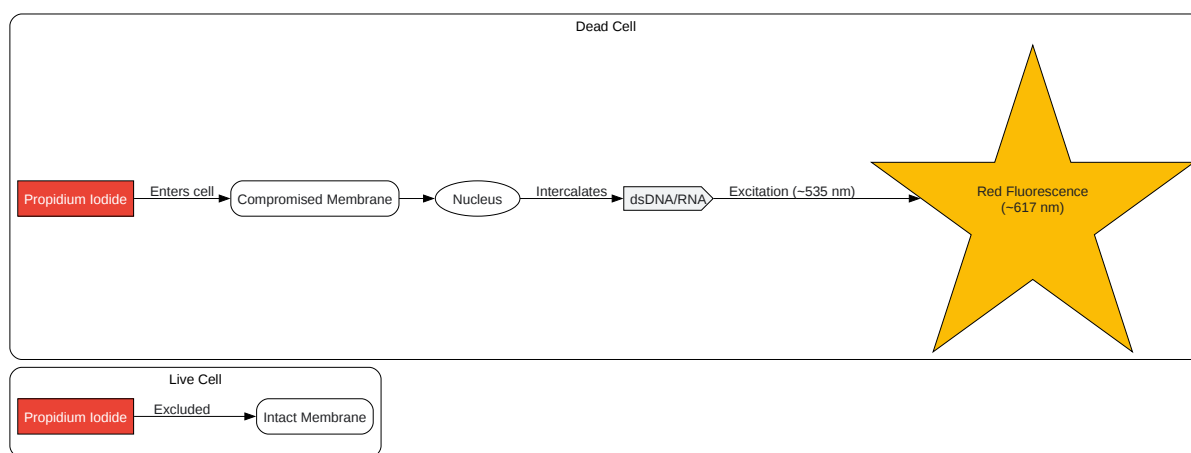 Dead Cell
Propidium Iodide
Enters cell
Compromised Membrane
Nucleus
Intercalates
dsDNA/RNA
Excitation (~535 nm)
Red Fluorescence
(~617 nm)
Live Cell
Propidium Iodide
Excluded
Intact Membrane